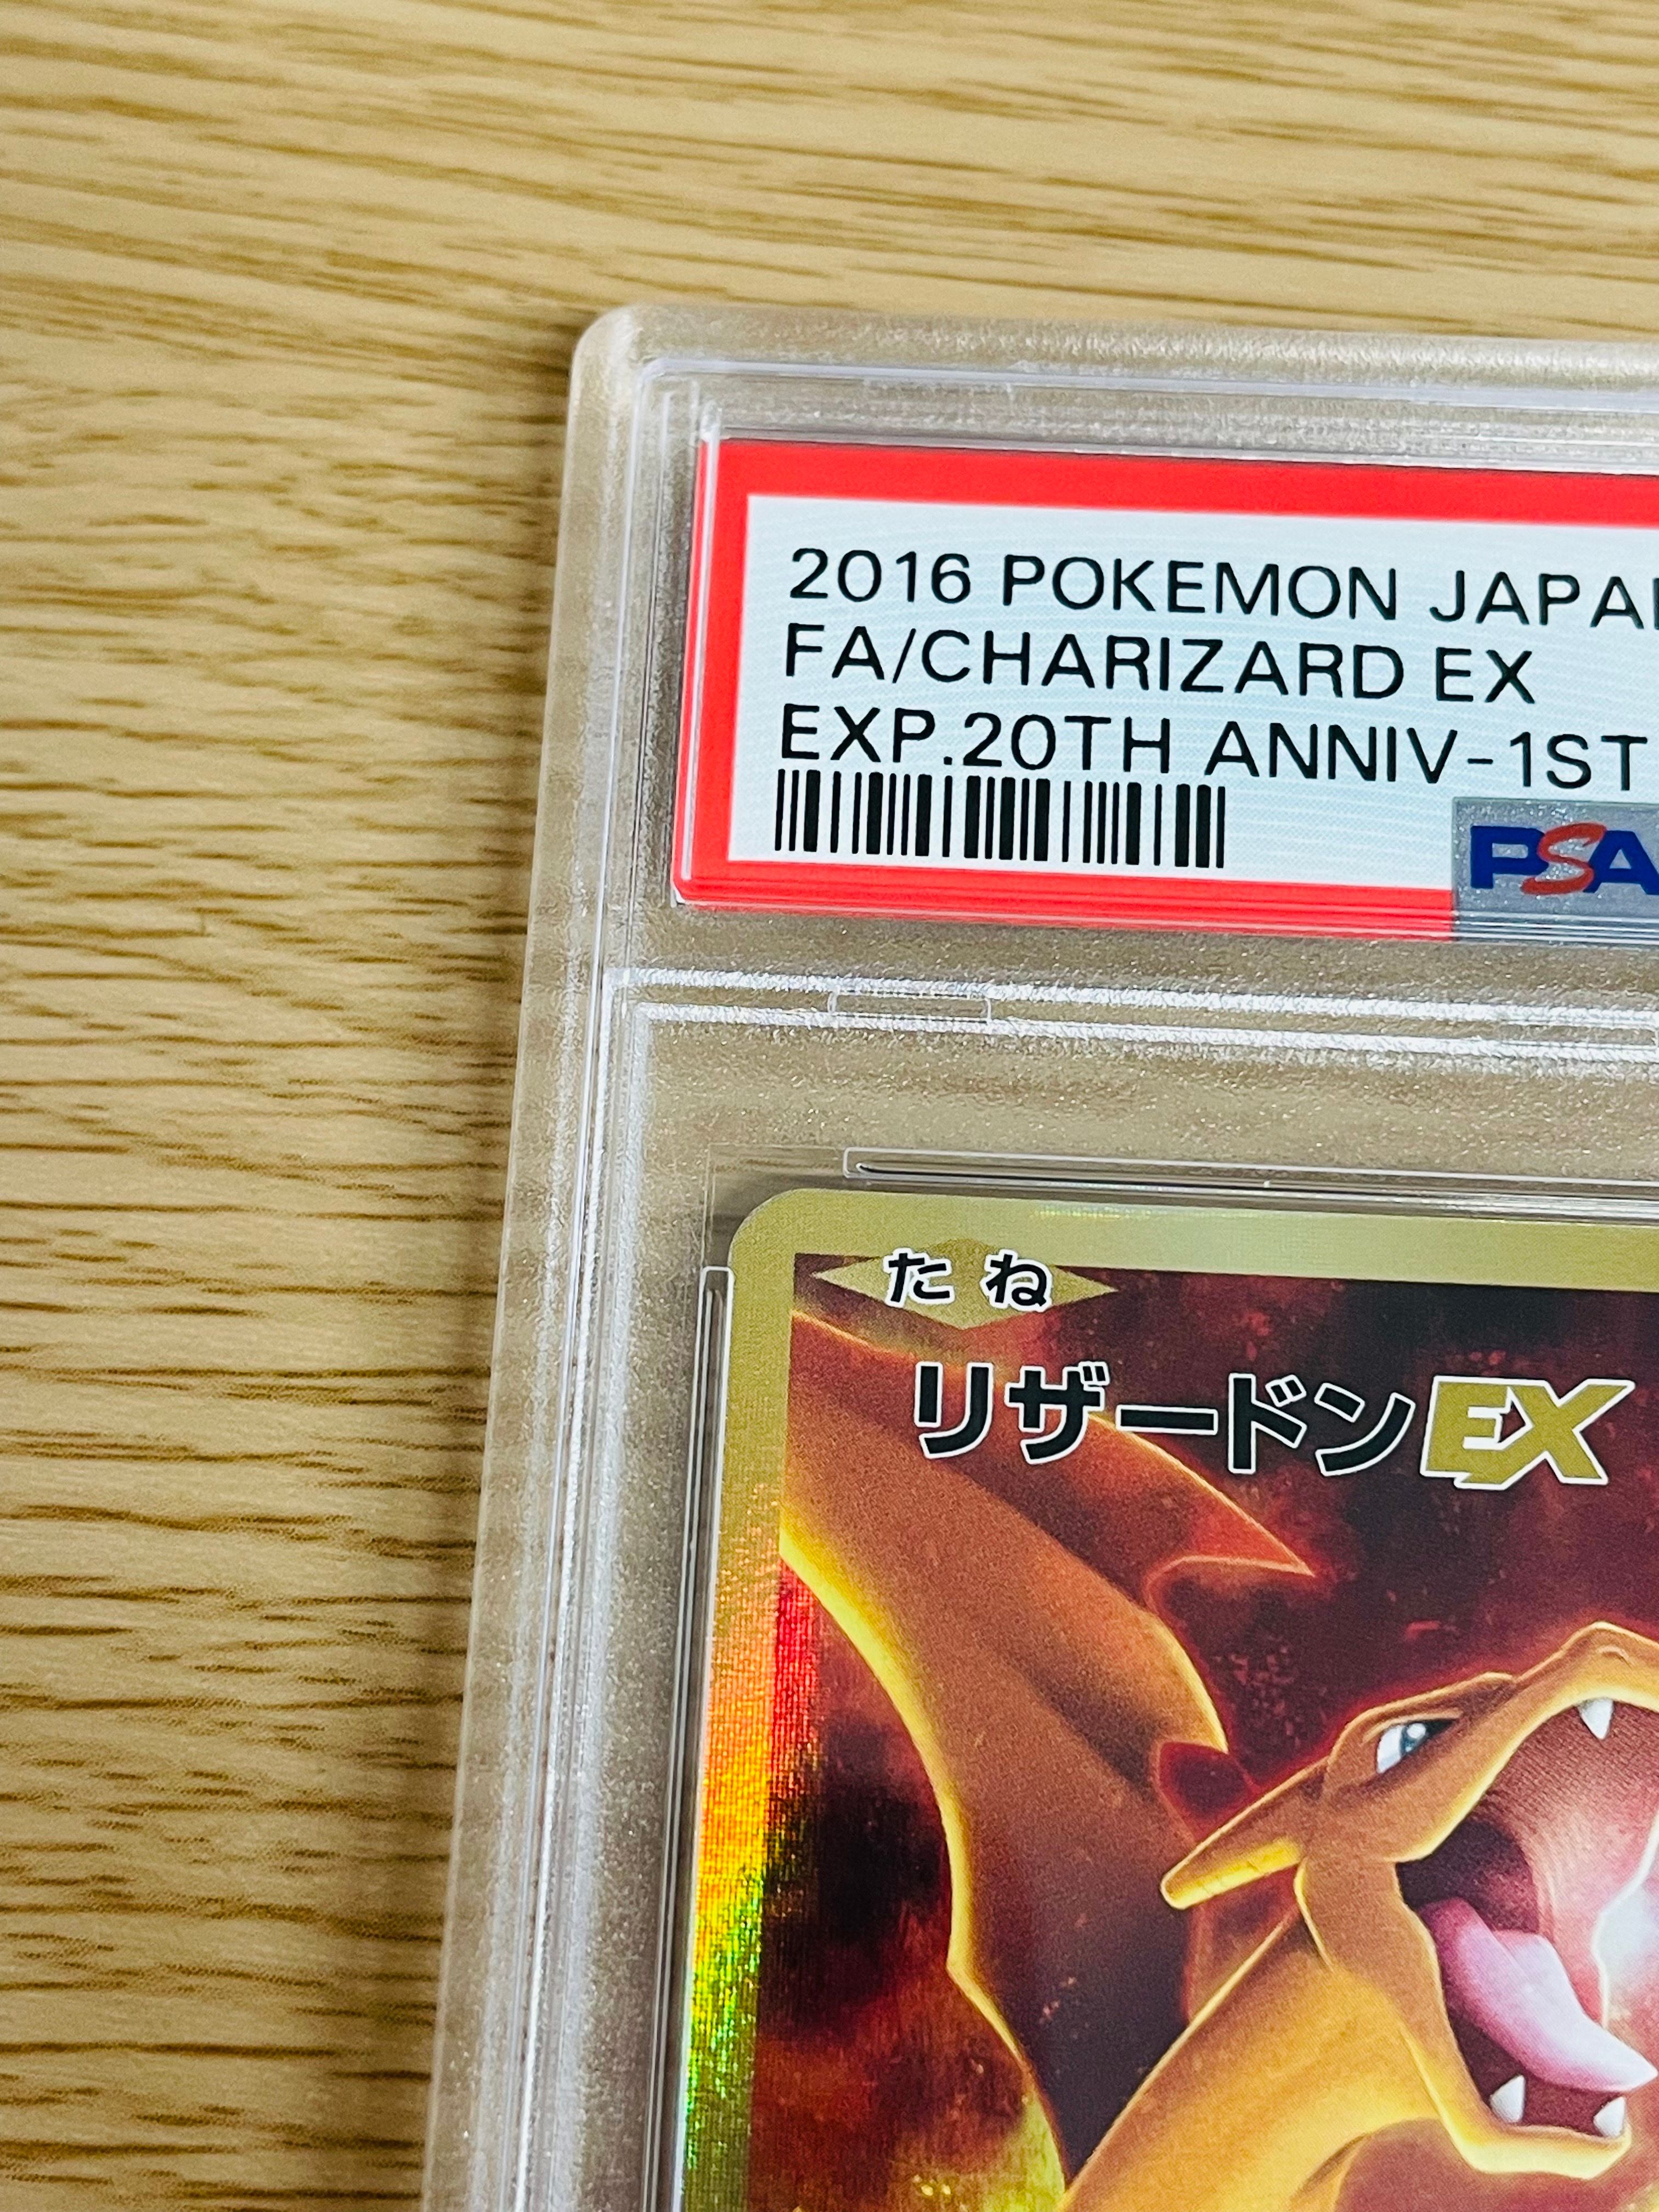 2016 POKEMON JAPAN
FA/CHARIZARD EX
EXP.20TH ANNIV-1ST
PSA
たね
リザードンEX